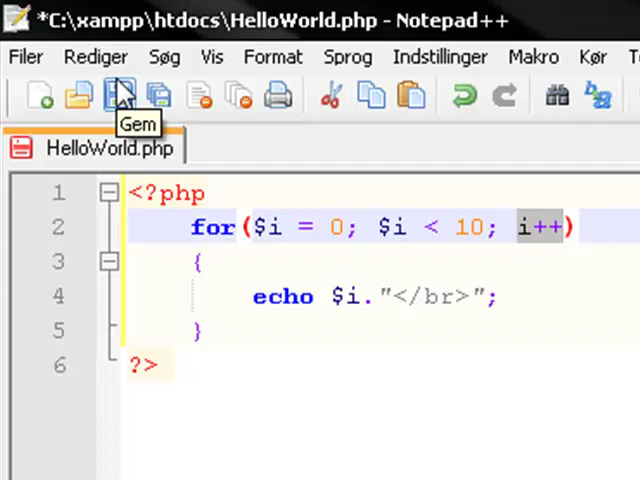 *C:\xampp\htdocs\HelloWorld.php - Notepad++
Filer Rediger Søg Vis Format Sprog Indstillinger Makro Kør
Gem
HelloWorld.php
1 <?php
2 for($i = 0; $i < 10; i++)
3 {
4 echo $i."</br>";
5 }
6 ?>